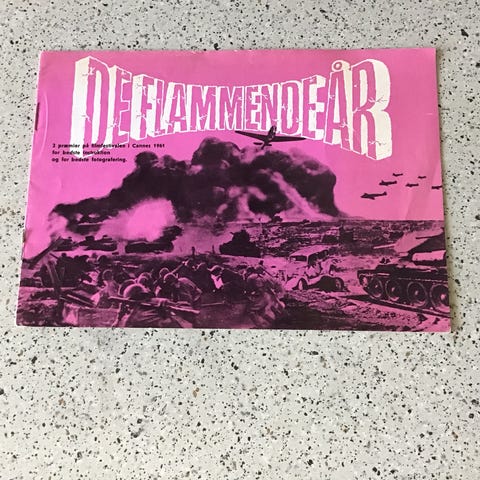 DE FLAMMENDE ÅR
2 præmier på filmfestivalen i Cannes 1961
for bedste instruktion
og for bedste fotografering.